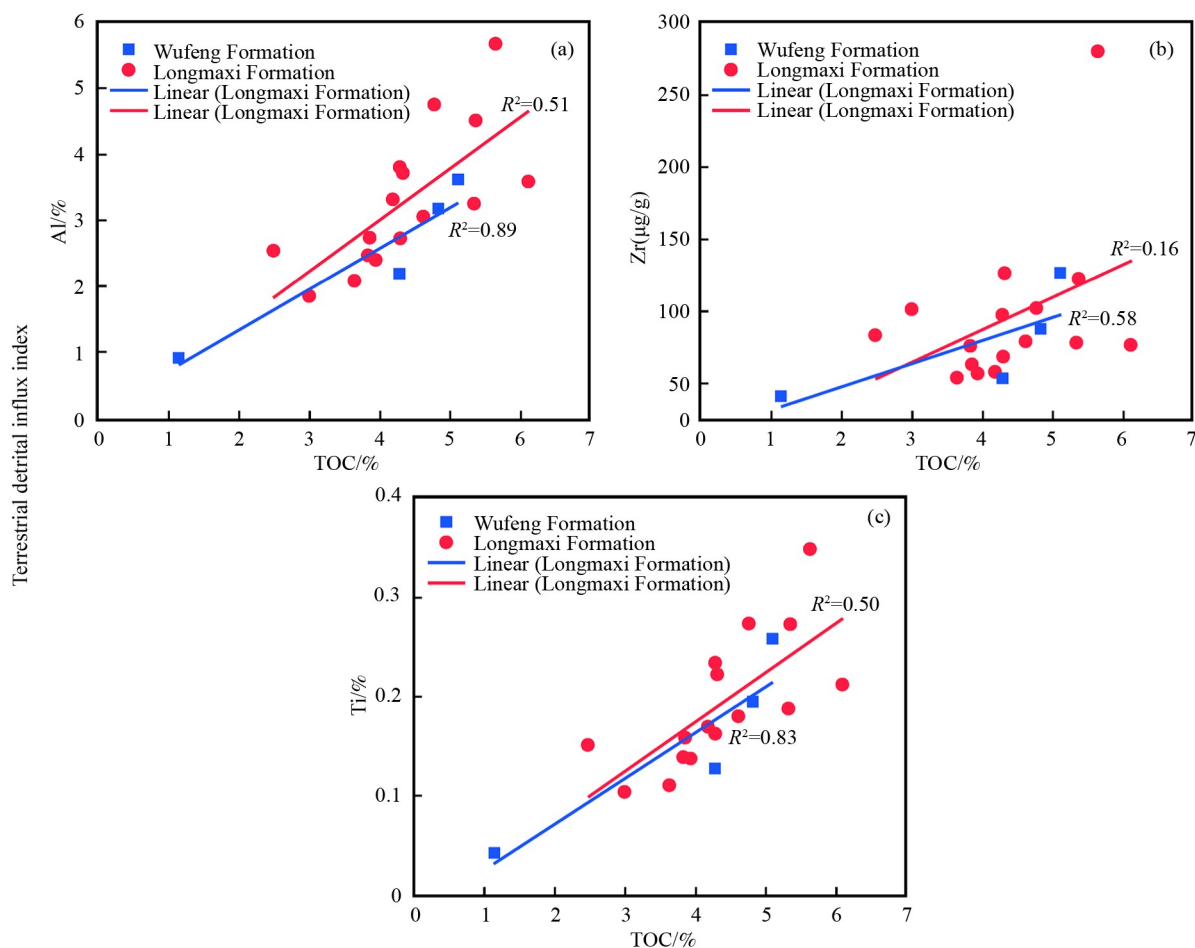 Terrestrial detrital influx index
(a)
Wufeng Formation
Longmaxi Formation
Linear (Longmaxi Formation)
Linear (Longmaxi Formation)
R²=0.51
R²=0.89
Al/%
6
5
4
3
2
1
0
0 1 2 3 4 5 6 7
TOC/%
(b)
Wufeng Formation
Longmaxi Formation
Linear (Longmaxi Formation)
Linear (Longmaxi Formation)
R²=0.16
R²=0.58
Zr(μg/g)
300
250
200
150
100
50
0
0 1 2 3 4 5 6 7
TOC/%
(c)
Wufeng Formation
Longmaxi Formation
Linear (Longmaxi Formation)
Linear (Longmaxi Formation)
R²=0.50
R²=0.83
Ti/%
0.4
0.3
0.2
0.1
0
0 1 2 3 4 5 6 7
TOC/%